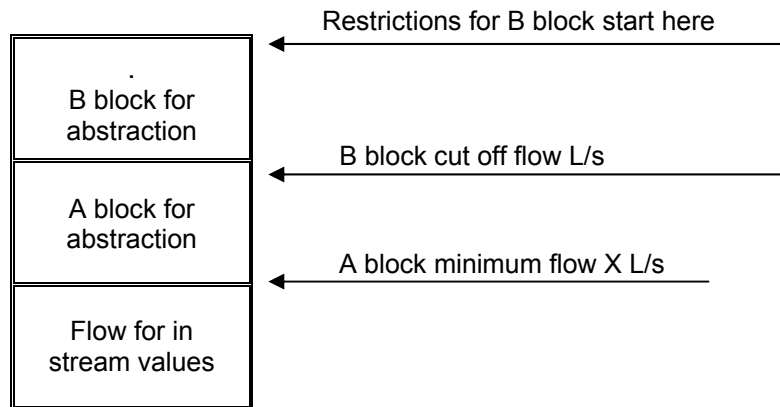 Restrictions for B block start here
.
B block for
abstraction
B block cut off flow L/s
A block for
abstraction
A block minimum flow X L/s
Flow for in
stream values